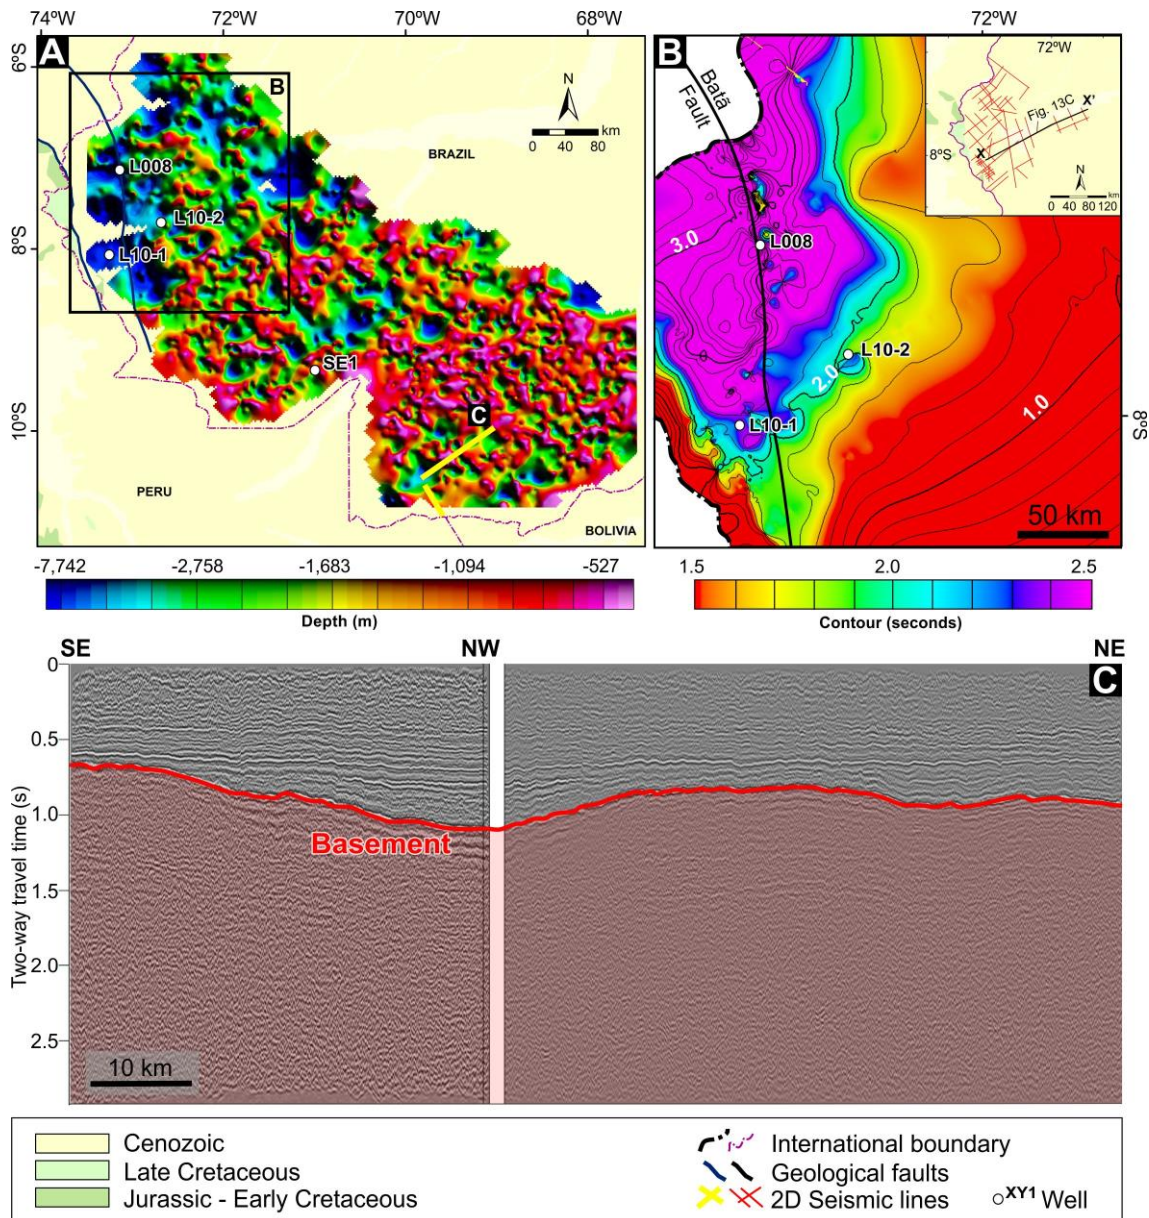 74ºW 72ºW 70ºW 68ºW 72ºW
6ºS
8ºS
10ºS
A
B
N
0 40 80 km
BRAZIL
L008
L10-2
L10-1
SE1
C
PERU
BOLIVIA
-7,742 -2,758 -1,683 -1,094 -527
Depth (m)
B
Batã
Fault
3.0
L008
L10-2
2.0
L10-1
1.0
8ºS
50 km
72ºW
8ºS
Fig. 13C
X
X'
N
0 40 80 120 km
1.5 2.0 2.5
Contour (seconds)
SE NW NE
C
0
0.5
1.0
1.5
2.0
2.5
Two-way travel time (s)
Basement
10 km
Cenozoic
Late Cretaceous
Jurassic - Early Cretaceous
International boundary
Geological faults
2D Seismic lines
XY1 Well